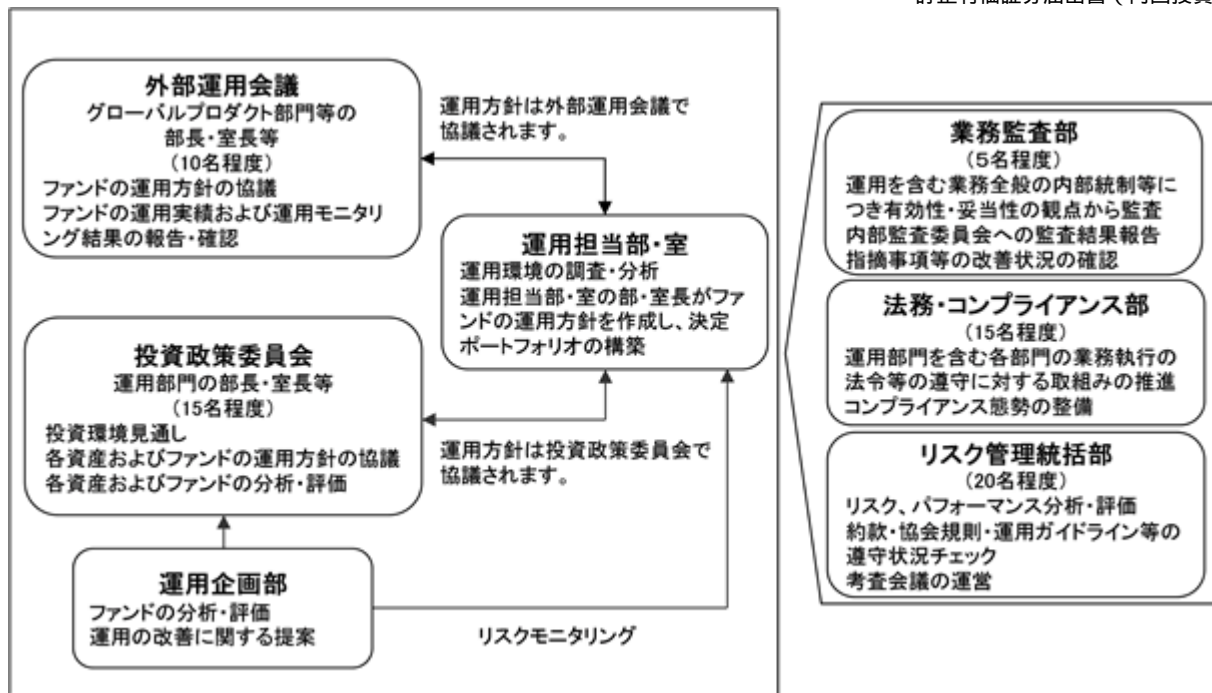 外部運用会議
グローバルプロダクト部門等の
部長・室長等
(10名程度)
ファンドの運用方針の協議
ファンドの運用実績および運用モニタリ
ング結果の報告・確認
運用方針は外部運用会議で
協議されます。
運用担当部・室
運用環境の調査・分析
運用担当部・室の部・室長がファ
ンドの運用方針を作成し、決定
ポートフォリオの構築
投資政策委員会
運用部門の部長・室長等
(15名程度)
投資環境見通し
各資産およびファンドの運用方針の協議
各資産およびファンドの分析・評価
運用方針は投資政策委員会で
協議されます。
運用企画部
ファンドの分析・評価
運用の改善に関する提案
リスクモニタリング
業務監査部
(5名程度)
運用を含む業務全般の内部統制等に
つき有効性・妥当性の観点から監査
内部監査委員会への監査結果報告
指摘事項等の改善状況の確認
法務・コンプライアンス部
(15名程度)
運用部門を含む各部門の業務執行の
法令等の遵守に対する取組みの推進
コンプライアンス態勢の整備
リスク管理統括部
(20名程度)
リスク、パフォーマンス分析・評価
約款・協会規則・運用ガイドライン等の
遵守状況チェック
考査会議の運営